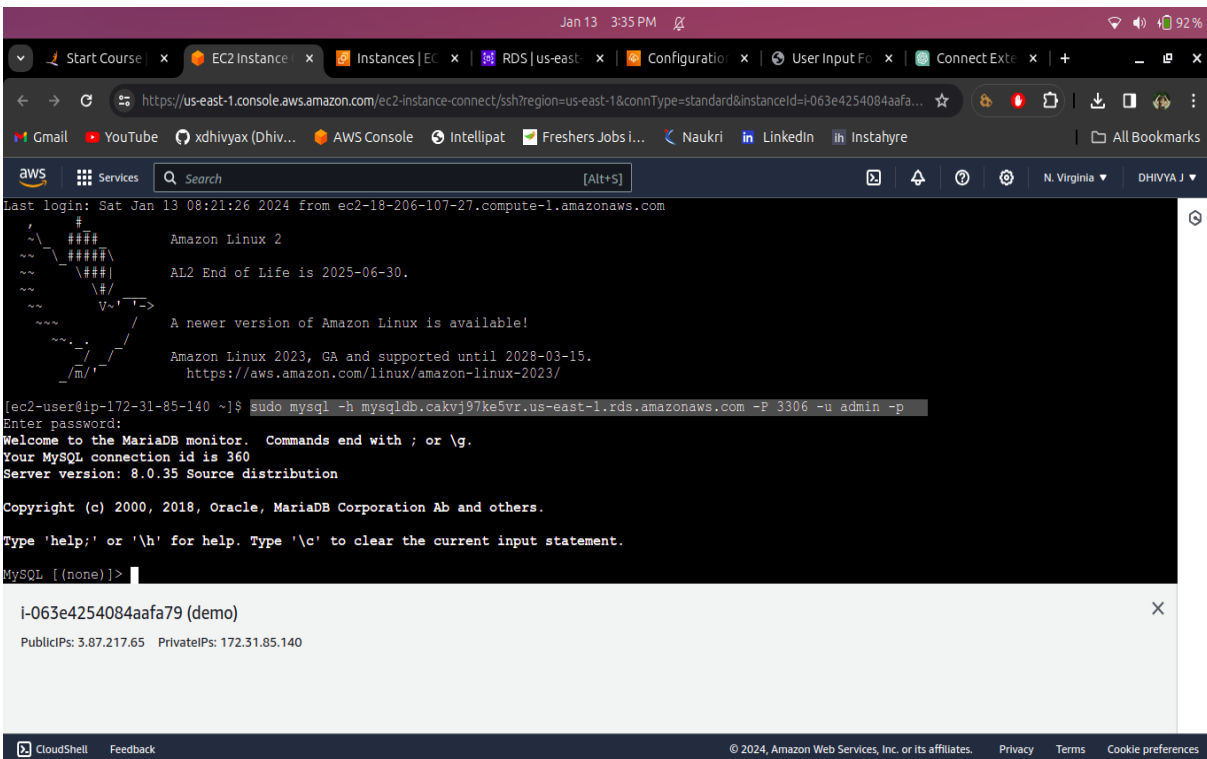 Jan 13 3:35 PM
92%
Start Course
EC2 Instance
Instances | EC
RDS | us-east-
Configuration
User Input Fo
Connect Exte
https://us-east-1.console.aws.amazon.com/ec2-instance-connect/ssh?region=us-east-1&connType=standard&instanceId=i-063e4254084aafa...
Gmail YouTube xdhivyax (Dhiv... AWS Console Intellipat Freshers Jobs i... Naukri LinkedIn Instahyre All Bookmarks
aws Services Search [Alt+S] N. Virginia DHIVYA J
Last login: Sat Jan 13 08:21:26 2024 from ec2-18-206-107-27.compute-1.amazonaws.com
Amazon Linux 2
AL2 End of Life is 2025-06-30.
A newer version of Amazon Linux is available!
Amazon Linux 2023, GA and supported until 2028-03-15.
https://aws.amazon.com/linux/amazon-linux-2023/
[ec2-user@ip-172-31-85-140 ~]$ sudo mysql -h mysqldb.cakvj97ke5vr.us-east-1.rds.amazonaws.com -P 3306 -u admin -p
Enter password:
Welcome to the MariaDB monitor.  Commands end with ; or \g.
Your MySQL connection id is 360
Server version: 8.0.35 Source distribution
Copyright (c) 2000, 2018, Oracle, MariaDB Corporation Ab and others.
Type 'help;' or '\h' for help. Type '\c' to clear the current input statement.
MySQL [(none)]>
i-063e4254084aafa79 (demo)
PublicIPs: 3.87.217.65 PrivateIPs: 172.31.85.140
CloudShell Feedback © 2024, Amazon Web Services, Inc. or its affiliates. Privacy Terms Cookie preferences